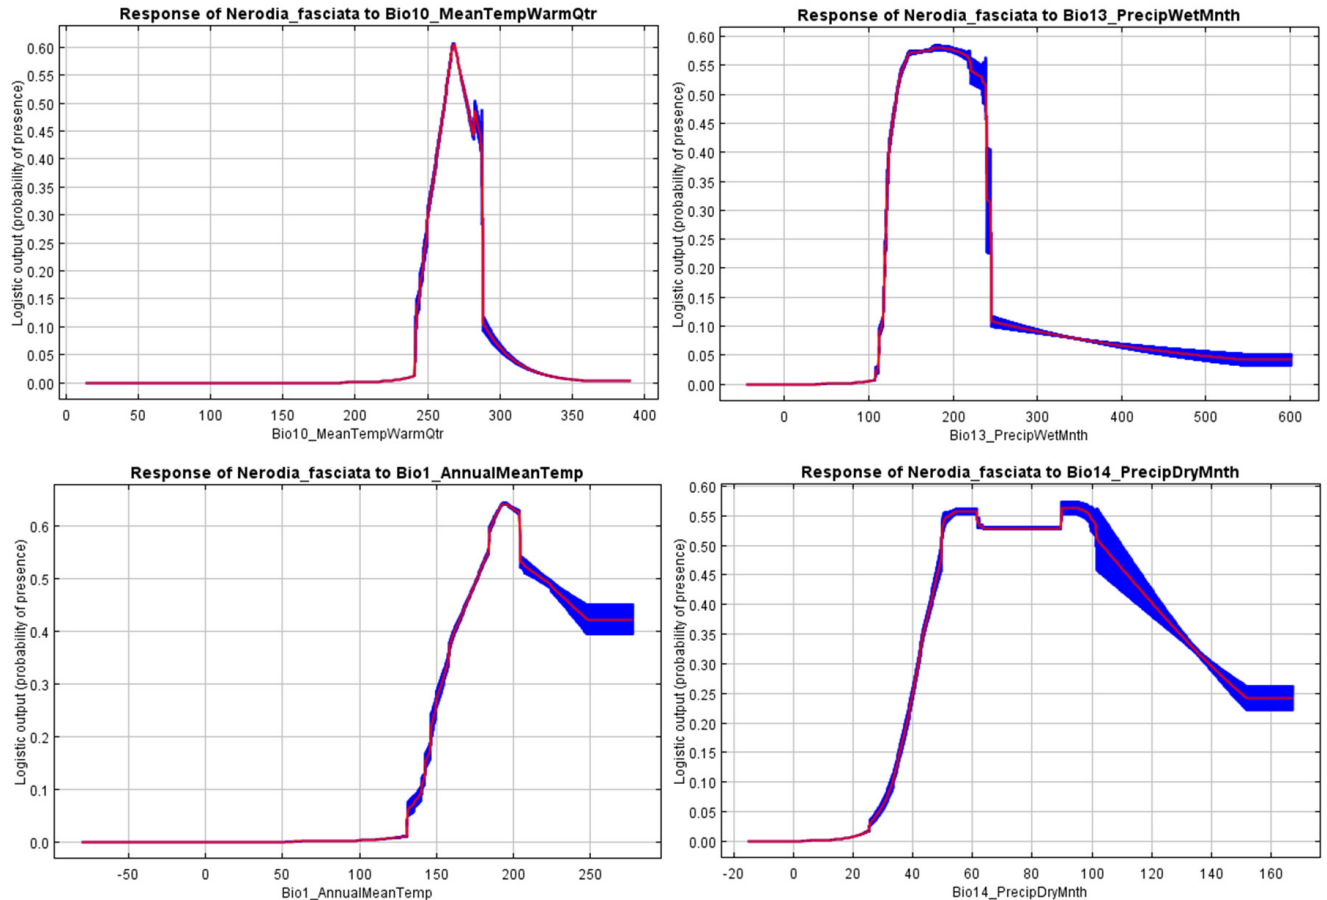 Response of Nerodia_fasciata to Bio10_MeanTempWarmQtr
Logistic output (probability of presence)
0.60
0.55
0.50
0.45
0.40
0.35
0.30
0.25
0.20
0.15
0.10
0.05
0.00
0 50 100 150 200 250 300 350 400
Bio10_MeanTempWarmQtr
Response of Nerodia_fasciata to Bio13_PrecipWetMnth
Logistic output (probability of presence)
0.60
0.55
0.50
0.45
0.40
0.35
0.30
0.25
0.20
0.15
0.10
0.05
0.00
0 100 200 300 400 500 600
Bio13_PrecipWetMnth
Response of Nerodia_fasciata to Bio1_AnnualMeanTemp
Logistic output (probability of presence)
0.6
0.5
0.4
0.3
0.2
0.1
0.0
-50 0 50 100 150 200 250
Bio1_AnnualMeanTemp
Response of Nerodia_fasciata to Bio14_PrecipDryMnth
Logistic output (probability of presence)
0.60
0.55
0.50
0.45
0.40
0.35
0.30
0.25
0.20
0.15
0.10
0.05
0.00
-20 0 20 40 60 80 100 120 140 160
Bio14_PrecipDryMnth